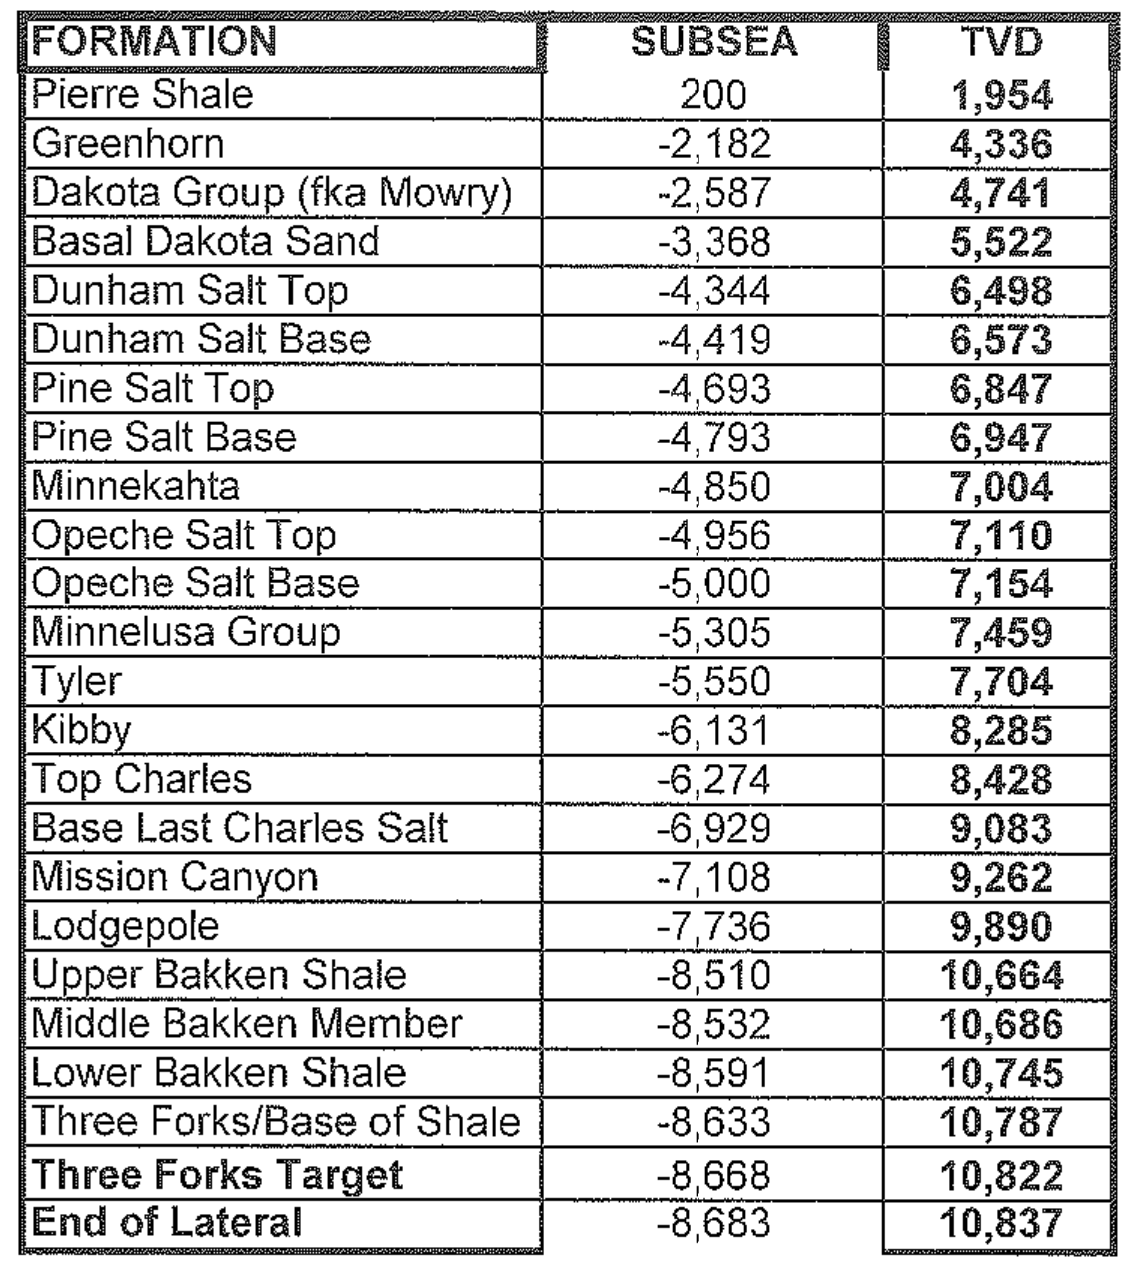 FORMATION SUBSEA TVD
Pierre Shale 200 1,954
Greenhorn -2,182 4,336
Dakota Group (fka Mowry) -2,587 4,741
Basal Dakota Sand -3,368 5,522
Dunham Salt Top -4,344 6,498
Dunham Salt Base -4,419 6,573
Pine Salt Top -4,693 6,847
Pine Salt Base -4,793 6,947
Minnekahta -4,850 7,004
Opeche Salt Top -4,956 7,110
Opeche Salt Base -5,000 7,154
Minnelusa Group -5,305 7,459
Tyler -5,550 7,704
Kibby -6,131 8,285
Top Charles -6,274 8,428
Base Last Charles Salt -6,929 9,083
Mission Canyon -7,108 9,262
Lodgepole -7,736 9,890
Upper Bakken Shale -8,510 10,664
Middle Bakken Member -8,532 10,686
Lower Bakken Shale -8,591 10,745
Three Forks/Base of Shale -8,633 10,787
Three Forks Target -8,668 10,822
End of Lateral -8,683 10,837